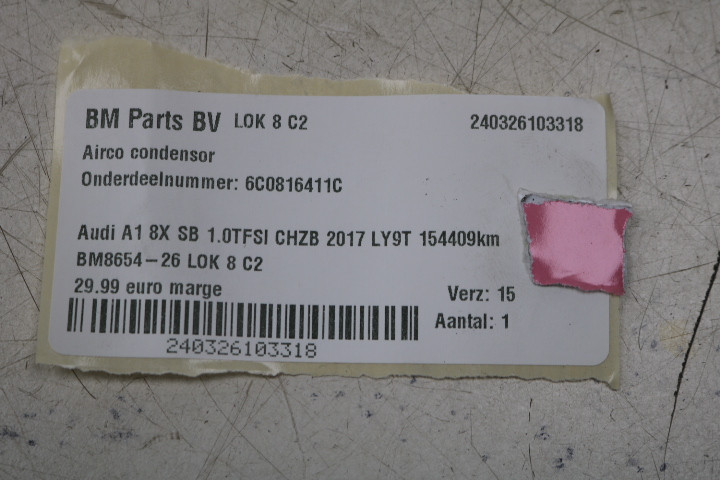 BM Parts BV LOK 8 C2 240326103318
Airco condensor
Onderdeelnummer: 6C0816411C
Audi A1 8X SB 1.0TFSI CHZB 2017 LY9T 154409km
BM8654-26 LOK 8 C2
29.99 euro marge Verz: 15
Aantal: 1
240326103318